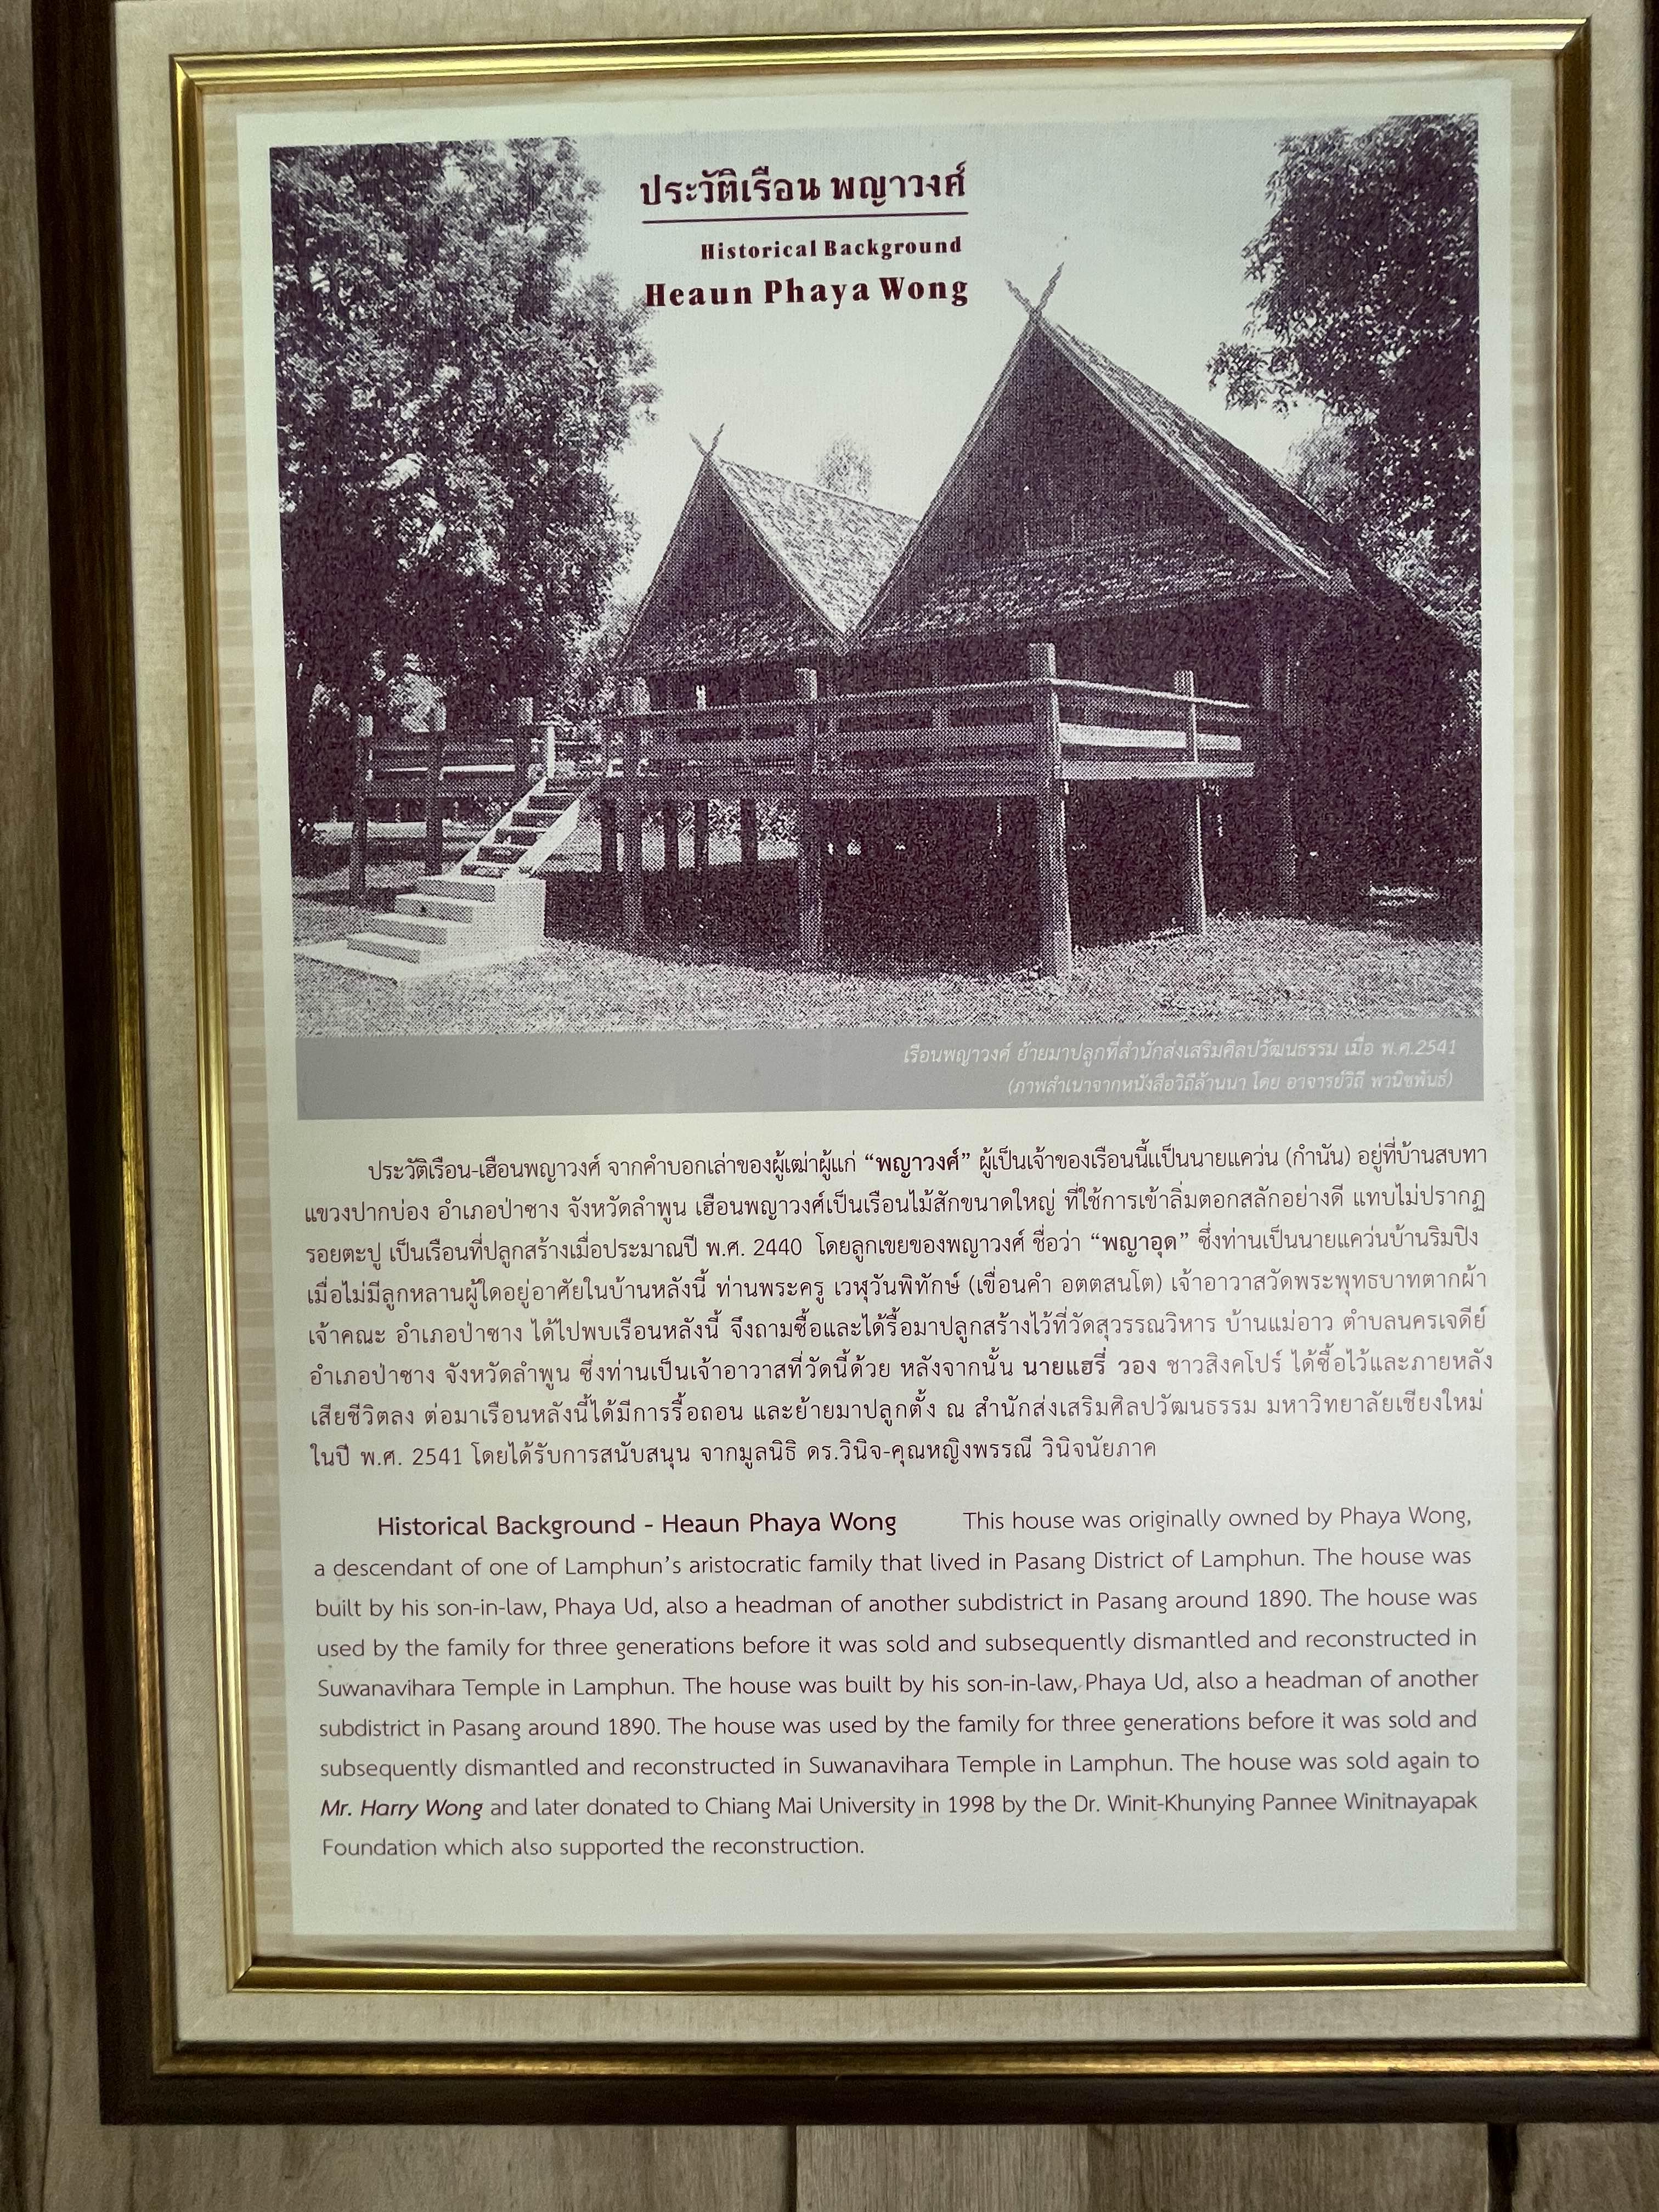 ประวัติเรือน พญาวงศ์
Historical Background
Heaun Phaya Wong
เรือนพญาวงศ์ ย้ายมาปลูกที่สำนักส่งเสริมศิลปวัฒนธรรม เมื่อ พ.ศ.2541
(ภาพสำเนาจากหนังสือวิถีล้านนา โดย อาจารย์วิถี พานิชพันธ์)
ประวัติเรือน-เฮือนพญาวงศ์ จากคำบอกเล่าของผู้เฒ่าผู้แก่ “พญาวงศ์” ผู้เป็นเจ้าของเรือนนี้เเป็นนายแคว่น (กำนัน) อยู่ที่บ้านสบทา
แขวงปากบ่อง อำเภอป่าซาง จังหวัดลำพูน เฮือนพญาวงศ์เป็นเรือนไม้สักขนาดใหญ่ ที่ใช้การเข้าลิ่มตอกสลักอย่างดี แทบไม่ปรากฏ
รอยตะปู เป็นเรือนที่ปลูกสร้างเมื่อประมาณปี พ.ศ. 2440 โดยลูกเขยของพญาวงศ์ ชื่อว่า “พญาอุด” ซึ่งท่านเป็นนายแคว่นบ้านริมปิง
เมื่อไม่มีลูกหลานผู้ใดอยู่อาศัยในบ้านหลังนี้ ท่านพระครู เวฬุวันพิทักษ์ (เขื่อนคำ อตตสนโต) เจ้าอาวาสวัดพระพุทธบาทตากผ้า
เจ้าคณะ อำเภอป่าซาง ได้ไปพบเรือนหลังนี้ จึงถามซื้อและได้รื้อมาปลูกสร้างไว้ที่วัดสุวรรณวิหาร บ้านแม่อาว ตำบลนครเจดีย์
อำเภอป่าซาง จังหวัดลำพูน ซึ่งท่านเป็นเจ้าอาวาสที่วัดนี้ด้วย หลังจากนั้น นายแฮรี่ วอง ชาวสิงคโปร์ ได้ซื้อไว้และภายหลัง
เสียชีวิตลง ต่อมาเรือนหลังนี้ได้มีการรื้อถอน และย้ายมาปลูกตั้ง ณ สำนักส่งเสริมศิลปวัฒนธรรม มหาวิทยาลัยเชียงใหม่
ในปี พ.ศ. 2541 โดยได้รับการสนับสนุน จากมูลนิธิ ดร.วินิจ-คุณหญิงพรรณี วินิจนัยภาค
Historical Background - Heaun Phaya Wong This house was originally owned by Phaya Wong,
a descendant of one of Lamphun’s aristocratic family that lived in Pasang District of Lamphun. The house was
built by his son-in-law, Phaya Ud, also a headman of another subdistrict in Pasang around 1890. The house was
used by the family for three generations before it was sold and subsequently dismantled and reconstructed in
Suwanavihara Temple in Lamphun. The house was built by his son-in-law, Phaya Ud, also a headman of another
subdistrict in Pasang around 1890. The house was used by the family for three generations before it was sold and
subsequently dismantled and reconstructed in Suwanavihara Temple in Lamphun. The house was sold again to
Mr. Harry Wong and later donated to Chiang Mai University in 1998 by the Dr. Winit-Khunying Pannee Winitnayapak
Foundation which also supported the reconstruction.